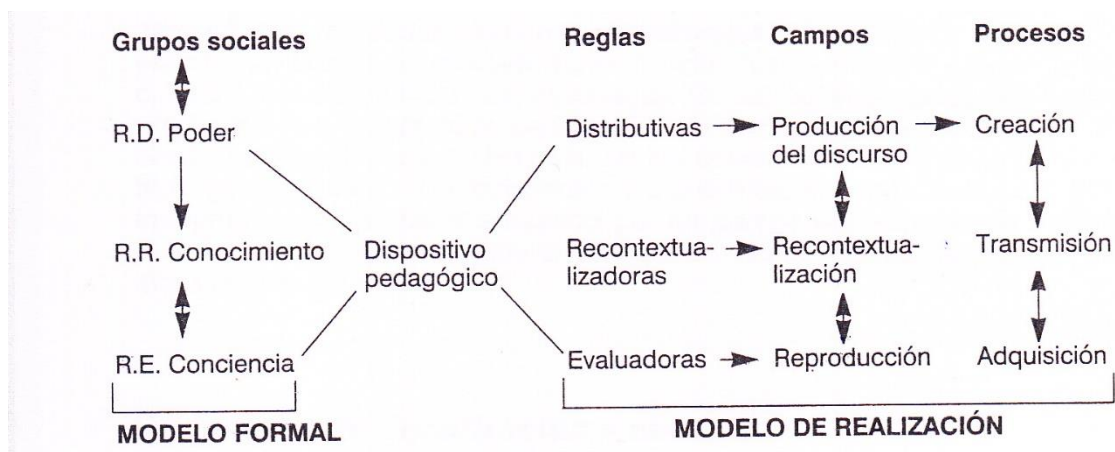 Grupos sociales
Reglas
Campos
Procesos
R.D. Poder
Distributivas
Producción
del discurso
Creación
R.R. Conocimiento
Dispositivo
pedagógico
Recontextua-
lizadoras
Recontextua-
lización
Transmisión
R.E. Conciencia
Evaluadoras
Reproducción
Adquisición
MODELO FORMAL
MODELO DE REALIZACIÓN